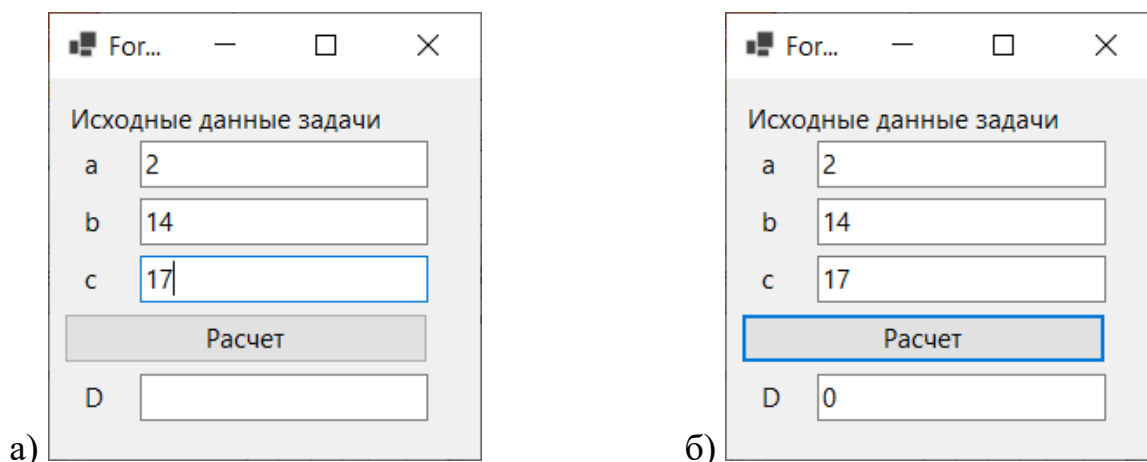 For...
Исходные данные задачи
a 2
b 14
c 17
Расчет
D
а)
For...
Исходные данные задачи
a 2
b 14
c 17
Расчет
D 0
б)